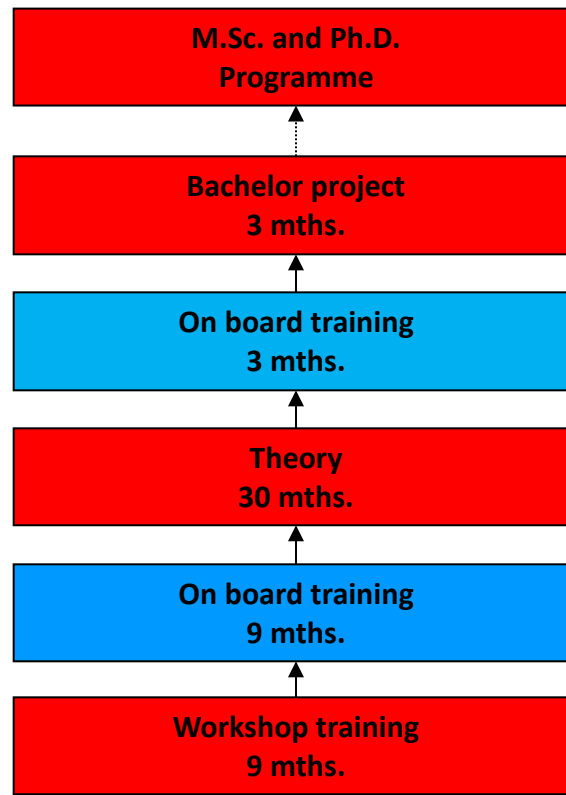 M.Sc. and Ph.D.
Programme
Bachelor project
3 mths.
On board training
3 mths.
Theory
30 mths.
On board training
9 mths.
Workshop training
9 mths.